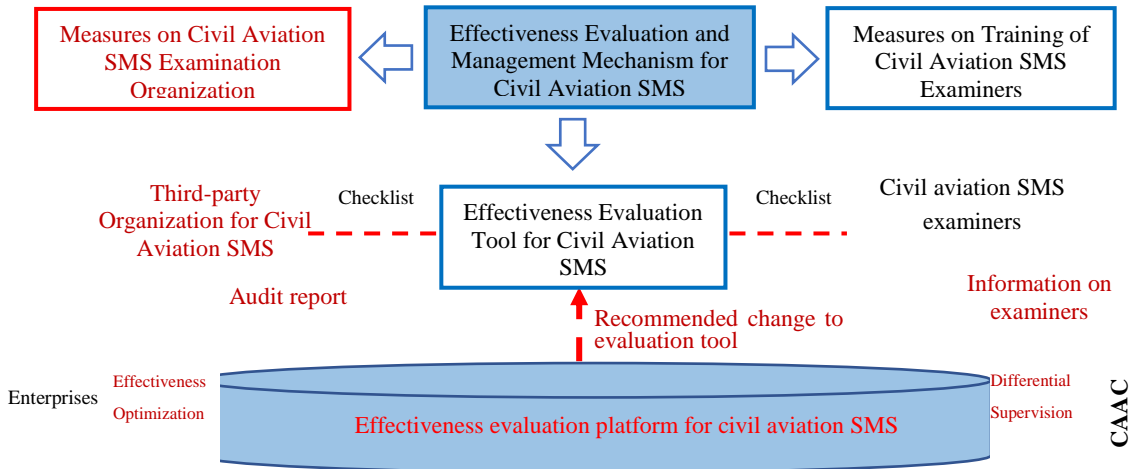 Measures on Civil Aviation
SMS Examination
Organization
Effectiveness Evaluation and
Management Mechanism for
Civil Aviation SMS
Measures on Training of
Civil Aviation SMS
Examiners
Third-party
Organization for Civil
Aviation SMS
Checklist
Effectiveness Evaluation
Tool for Civil Aviation
SMS
Checklist
Civil aviation SMS
examiners
Audit report
Recommended change to
evaluation tool
Information on
examiners
Enterprises
Effectiveness
Optimization
Effectiveness evaluation platform for civil aviation SMS
Differential
Supervision
CAAC